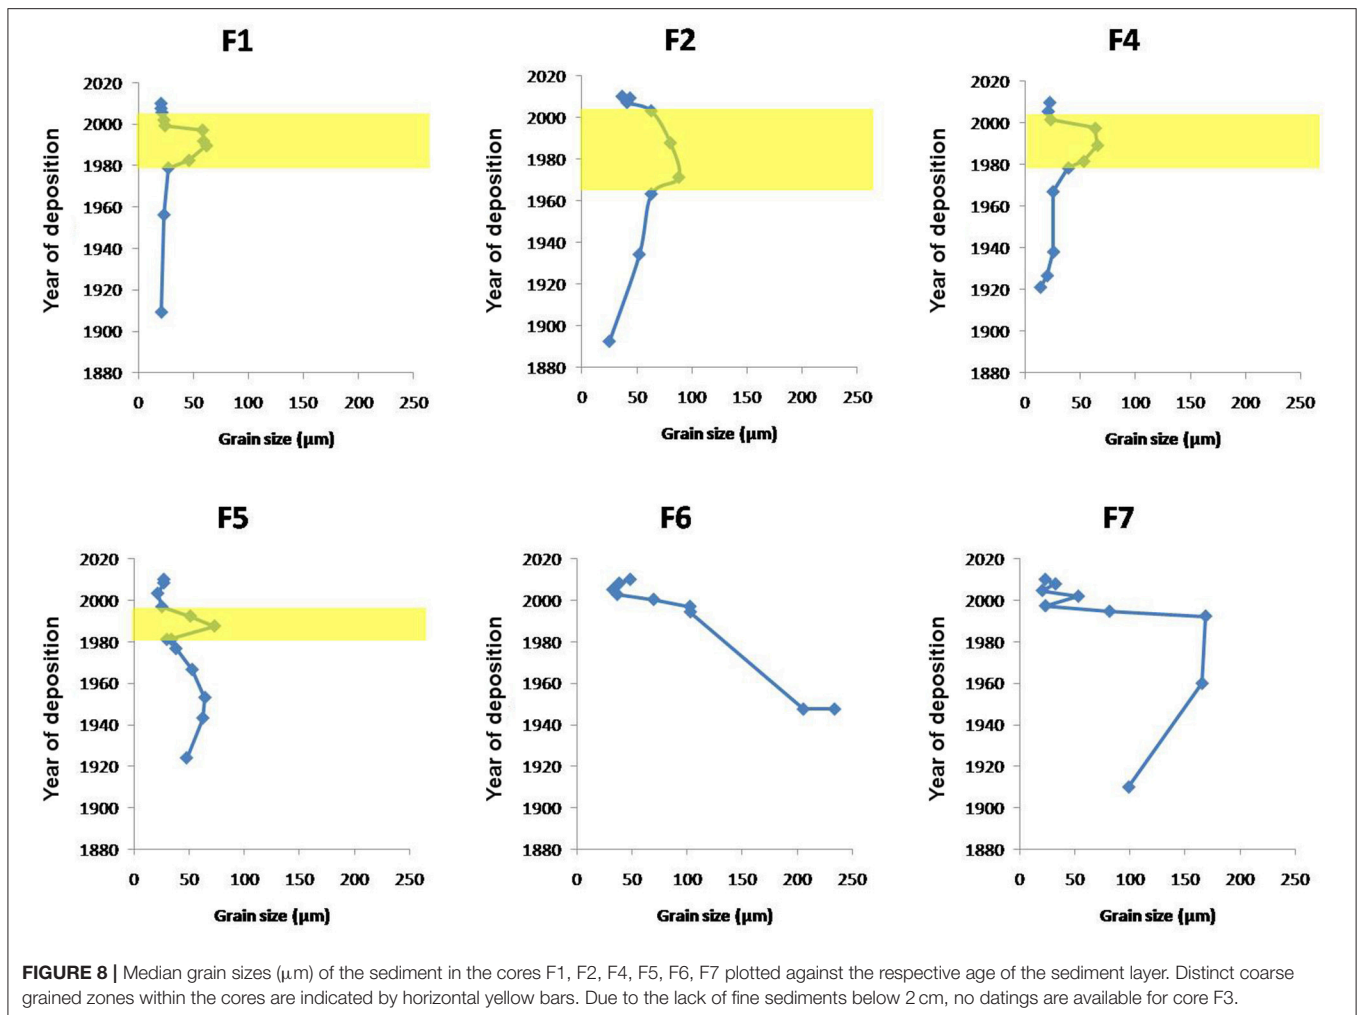 F1
2020
2000
1980
1960
1940
1920
1900
1880
0 50 100 150 200 250
Year of deposition
Grain size (μm)
F2
2020
2000
1980
1960
1940
1920
1900
1880
0 50 100 150 200 250
Year of deposition
Grain size (μm)
F4
2020
2000
1980
1960
1940
1920
1900
1880
0 50 100 150 200 250
Year of deposition
Grain size (μm)
F5
2020
2000
1980
1960
1940
1920
1900
1880
0 50 100 150 200 250
Year of deposition
Grain size (μm)
F6
2020
2000
1980
1960
1940
1920
1900
1880
0 50 100 150 200 250
Year of deposition
Grain size (μm)
F7
2020
2000
1980
1960
1940
1920
1900
1880
0 50 100 150 200 250
Year of deposition
Grain size (μm)
FIGURE 8 | Median grain sizes (μm) of the sediment in the cores F1, F2, F4, F5, F6, F7 plotted against the respective age of the sediment layer. Distinct coarse
grained zones within the cores are indicated by horizontal yellow bars. Due to the lack of fine sediments below 2 cm, no datings are available for core F3.